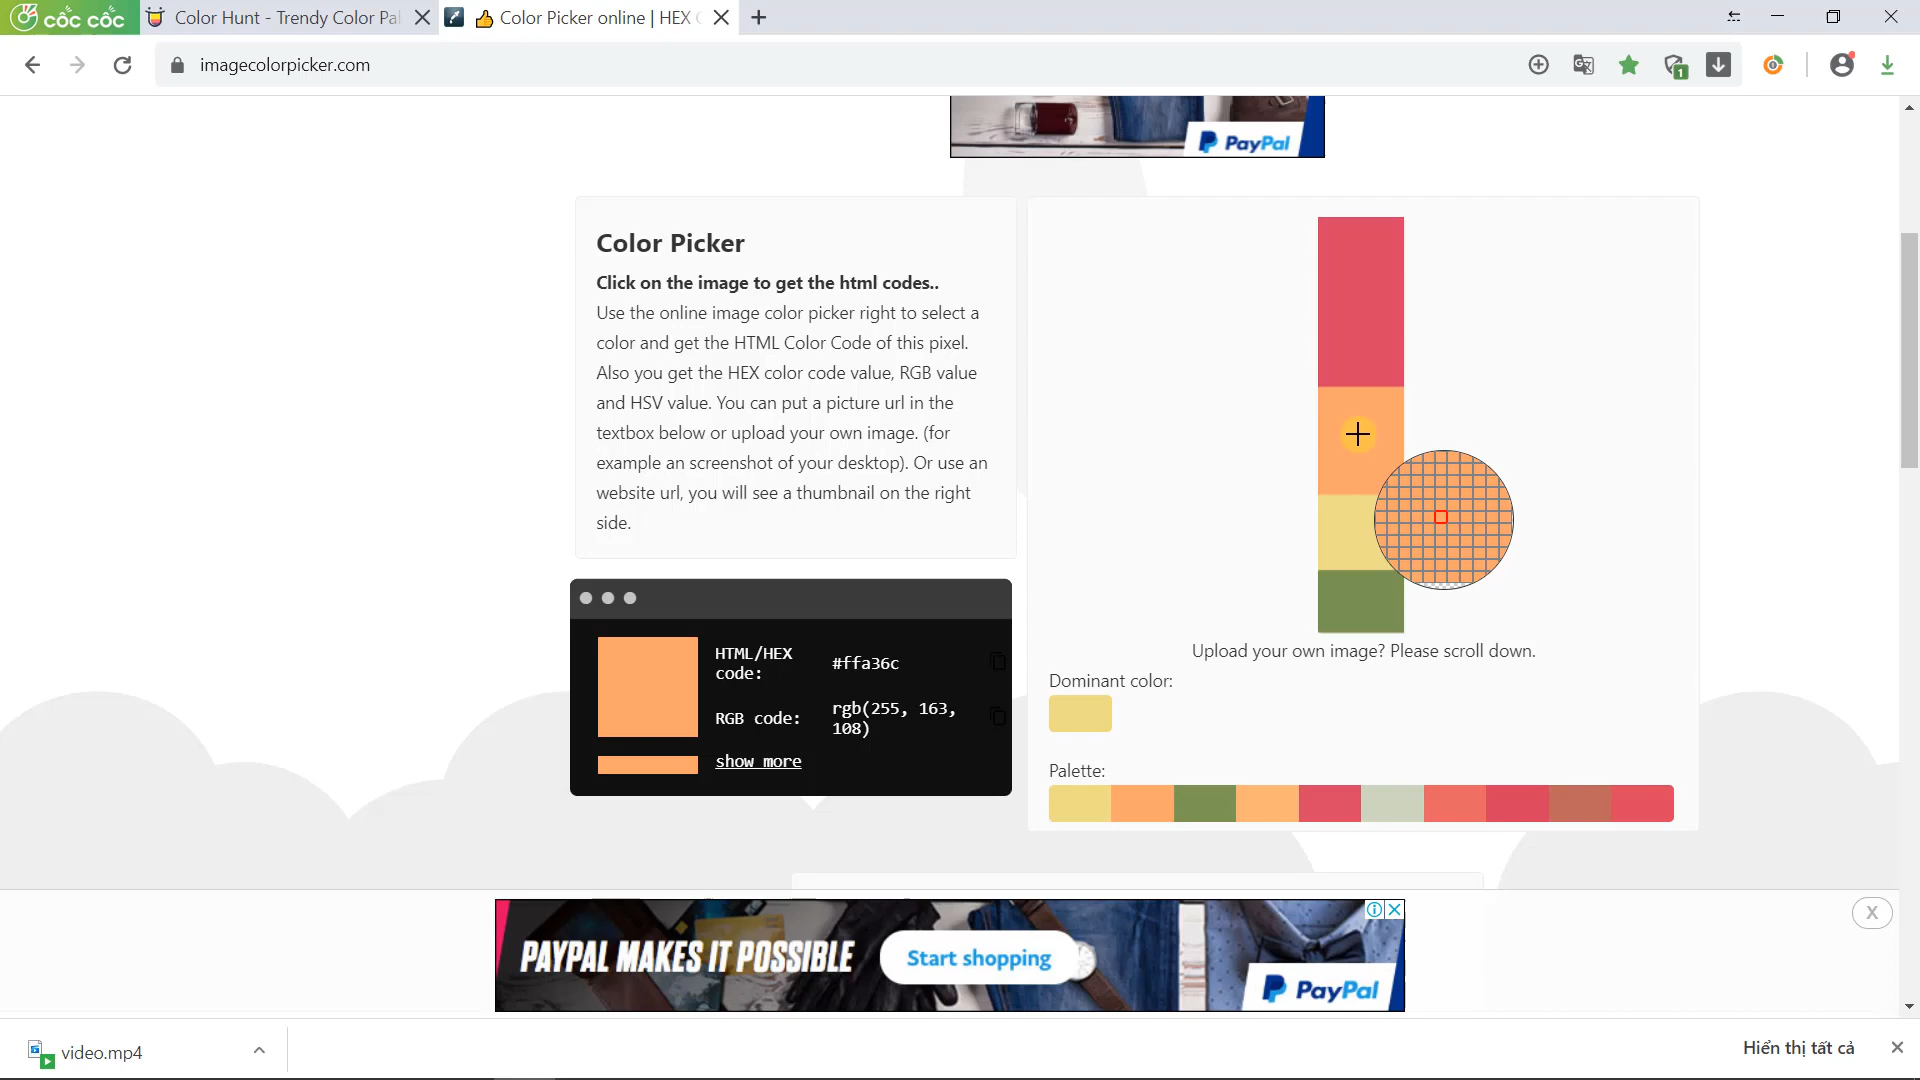 cốc cốc
Color Hunt - Trendy Color Pal
Color Picker online | HEX C
imagecolorpicker.com
1
PayPal
Color Picker
Click on the image to get the html codes..
Use the online image color picker right to select a
color and get the HTML Color Code of this pixel.
Also you get the HEX color code value, RGB value
and HSV value. You can put a picture url in the
textbox below or upload your own image. (for
example an screenshot of your desktop). Or use an
website url, you will see a thumbnail on the right
side.
HTML/HEX
code:
#ffa36c
RGB code:
rgb(255, 163,
108)
show more
Upload your own image? Please scroll down.
Dominant color:
Palette:
X
PAYPAL MAKES IT POSSIBLE
Start shopping
PayPal
video.mp4
Hiển thị tất cả